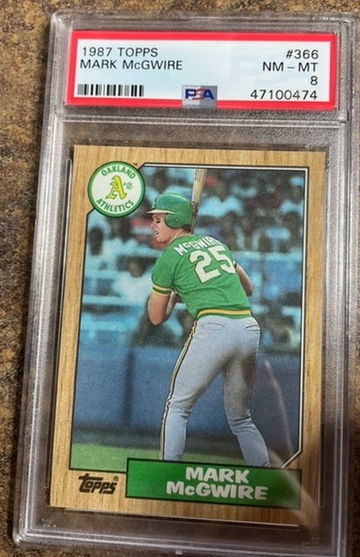 1987 TOPPS #366
MARK McGWIRE NM - MT
PSA 8
47100474
OAKLAND
A's
ATHLETICS
McGWIRE
25
Topps
MARK
McGWIRE